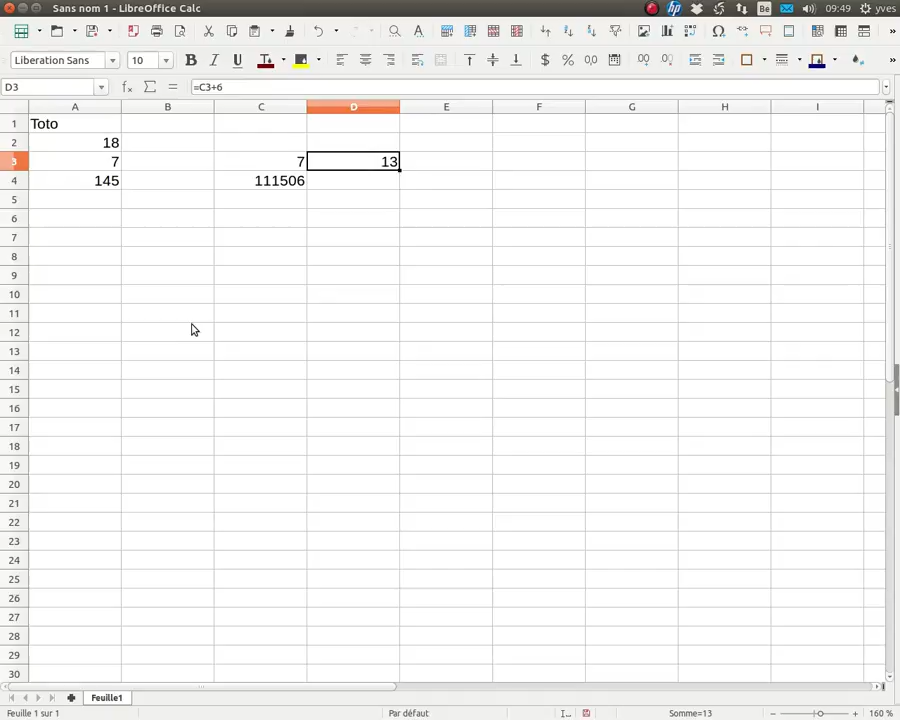 Sans nom 1 - LibreOffice Calc
Be 09:49 yves
Liberation Sans 10
D3 =C3+6
A B C D E F G H I
1 Toto
2 18
3 7 7 13
4 145 111506
5
6
7
8
9
10
11
12
13
14
15
16
17
18
19
20
21
22
23
24
25
26
27
28
29
30
Feuille1
Feuille 1 sur 1 Par défaut Somme=13 160 %